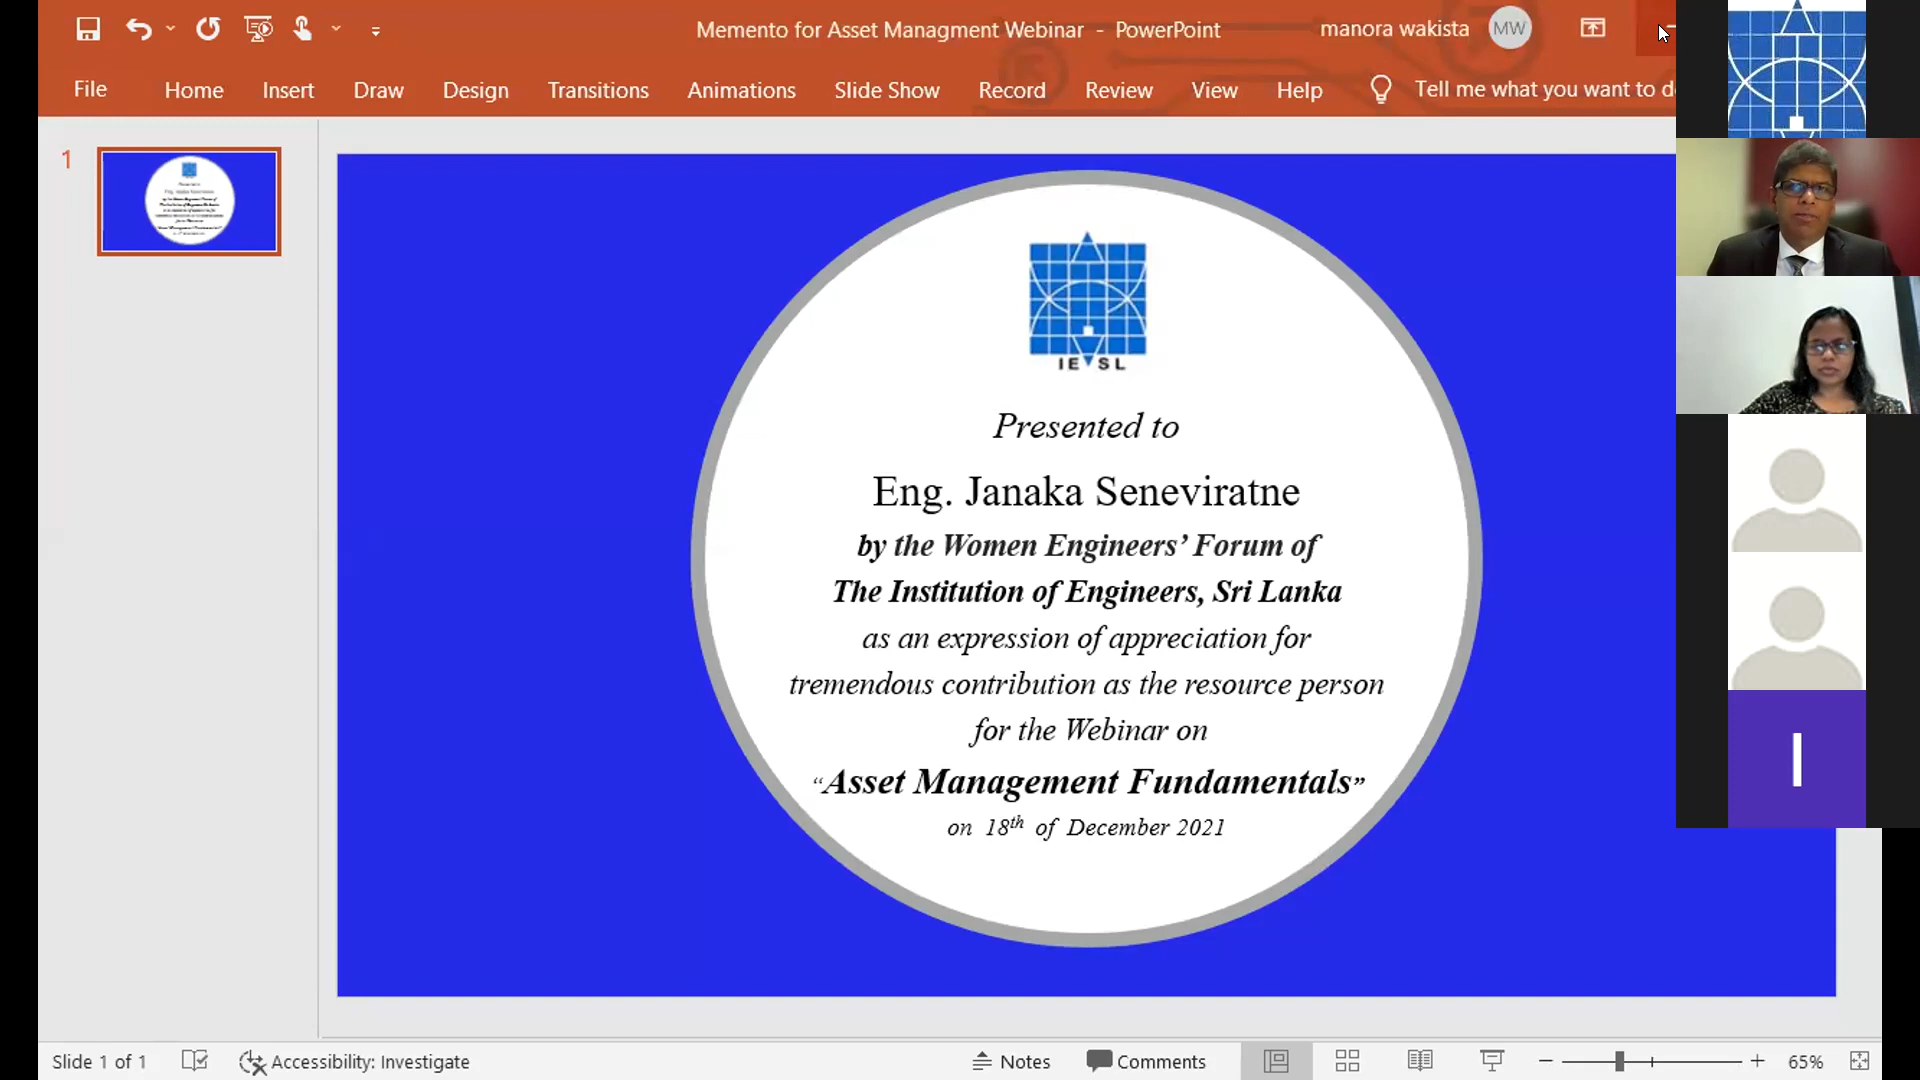 Memento for Asset Managment Webinar - PowerPoint
manora wakista
MW
File
Home
Insert
Draw
Design
Transitions
Animations
Slide Show
Record
Review
View
Help
Tell me what you want to d
1
IESL
Presented to
Eng. Janaka Seneviratne
by the Women Engineers’ Forum of
The Institution of Engineers, Sri Lanka
as an expression of appreciation for
tremendous contribution as the resource person
for the Webinar on
“Asset Management Fundamentals”
on 18th of December 2021
I
Slide 1 of 1
Accessibility: Investigate
Notes
Comments
65%